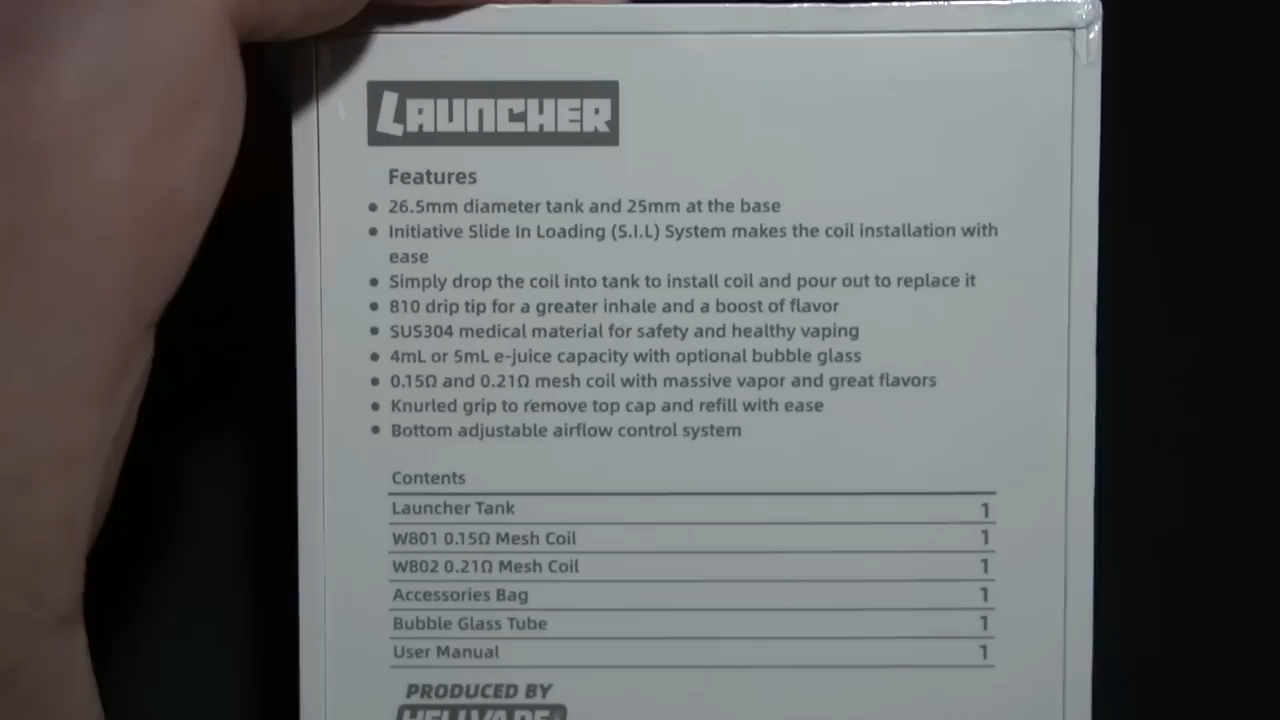 LAUNCHER
Features
• 26.5mm diameter tank and 25mm at the base
• Initiative Slide In Loading (S.I.L) System makes the coil installation with
ease
• Simply drop the coil into tank to install coil and pour out to replace it
• 810 drip tip for a greater inhale and a boost of flavor
• SUS304 medical material for safety and healthy vaping
• 4mL or 5mL e-juice capacity with optional bubble glass
• 0.15Ω and 0.21Ω mesh coil with massive vapor and great flavors
• Knurled grip to remove top cap and refill with ease
• Bottom adjustable airflow control system
Contents
Launcher Tank 1
W801 0.15Ω Mesh Coil 1
W802 0.21Ω Mesh Coil 1
Accessories Bag 1
Bubble Glass Tube 1
User Manual 1
PRODUCED BY
HELLVAPE